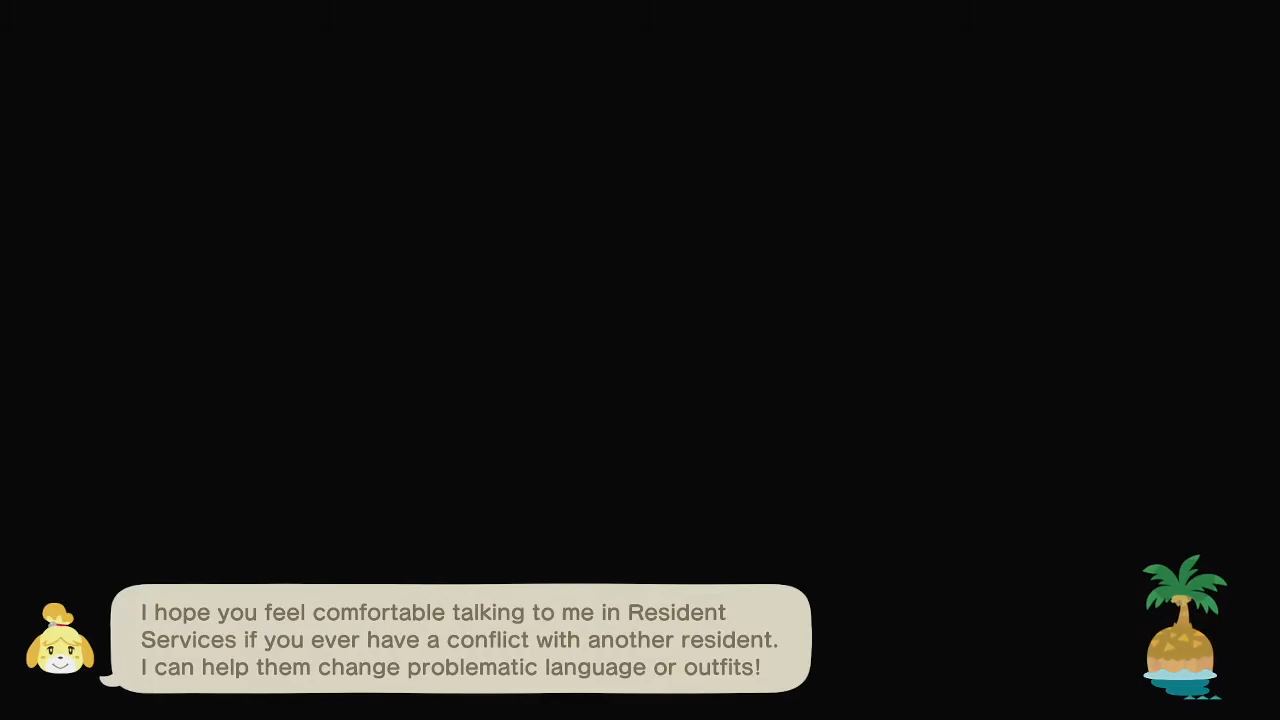 I hope you feel comfortable talking to me in Resident
Services if you ever have a conflict with another resident.
I can help them change problematic language or outfits!